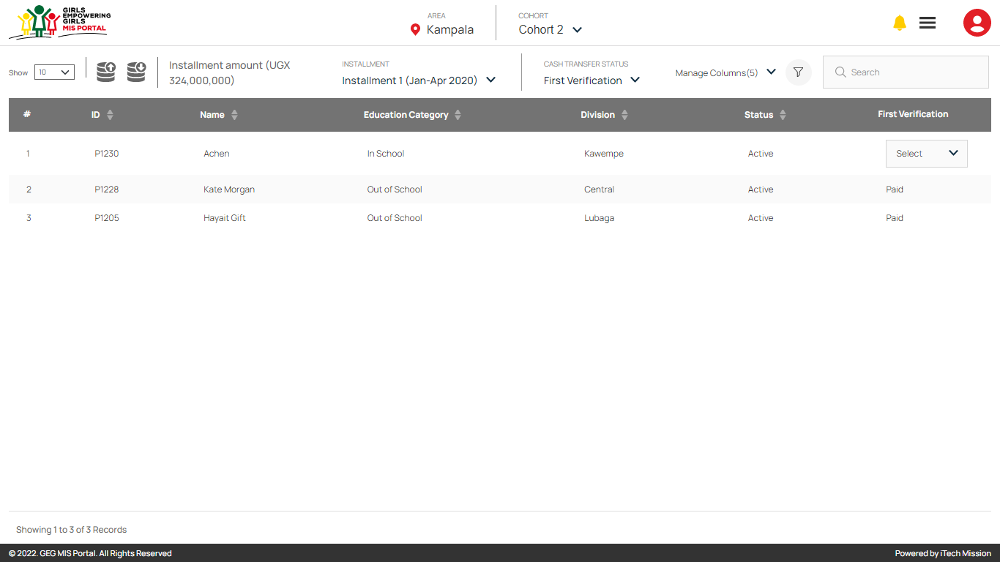 GIRLS
EMPOWERING
GIRLS
MIS PORTAL
AREA
Kampala
COHORT
Cohort 2
Show 10
Installment amount (UGX
324,000,000)
INSTALLMENT
Installment 1 (Jan-Apr 2020)
CASH TRANSFER STATUS
First Verification
Manage Columns(5)
Search
# ID Name Education Category Division Status First Verification
1 P1230 Achen In School Kawempe Active Select
2 P1228 Kate Morgan Out of School Central Active Paid
3 P1205 Hayait Gift Out of School Lubaga Active Paid
Showing 1 to 3 of 3 Records
© 2022. GEG MIS Portal. All Rights Reserved Powered by iTech Mission